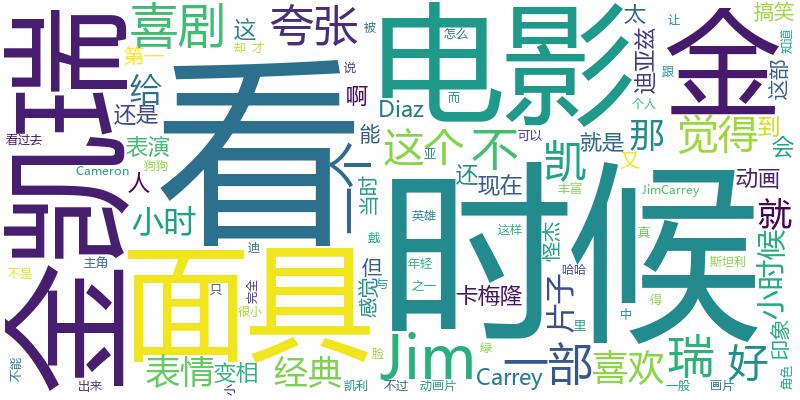 金凯瑞
看
时候
电影
面具
金
喜剧
夸张
Jim
凯
瑞
一部
一个
这个
不
觉得
那
就
好
喜欢
表情
变相
经典
小时
小时候
印象
片子
怪杰
卡梅隆
Carrey
Diaz
迪亚兹
太
搞笑
这部
知道
让
跟
个人
到
会
动画
JimCarrey
斯坦利
真
得
中
里
哈哈
丰富
又
就是
可以
现在
还
能
啊
被
说
才
却
这
给
第一
还是
表演
人
狗狗
看过去
Cameron
主角
不是
不能
出来
小
很小
完全
只
迪
当时
但
感觉
戴
与
脸
凯利
不过
动画片
绿
之一
年轻
英雄
这样
亚
而
怎么
一般
画片
角色